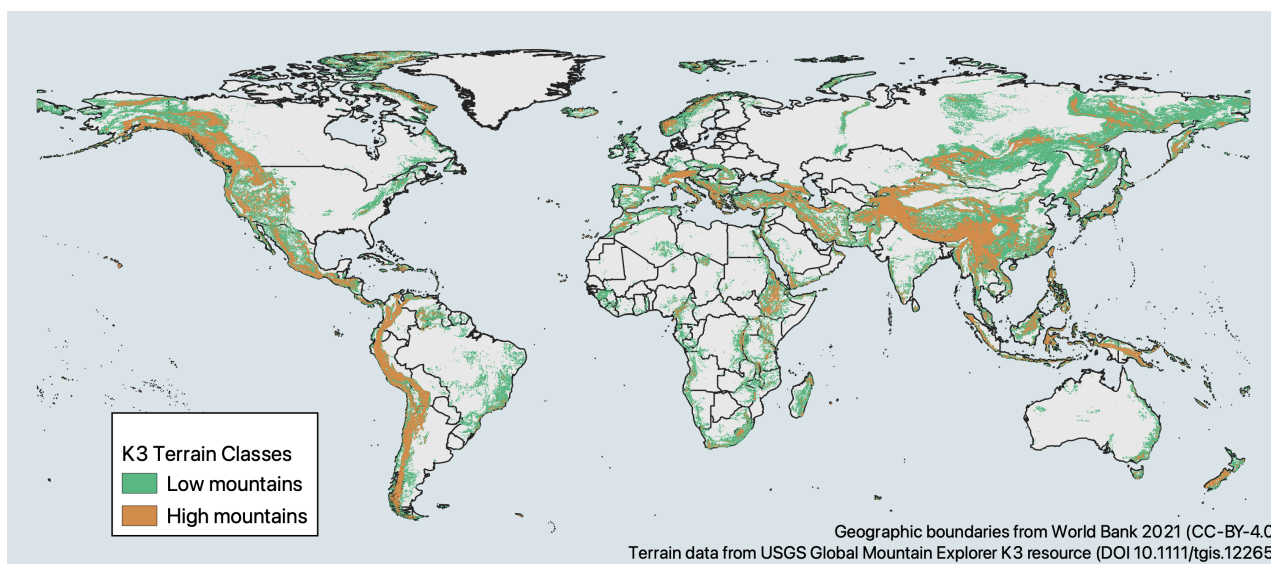 K3 Terrain Classes
Low mountains
High mountains
Geographic boundaries from World Bank 2021 (CC-BY-4.0
Terrain data from USGS Global Mountain Explorer K3 resource (DOI 10.1111/tgis.12265